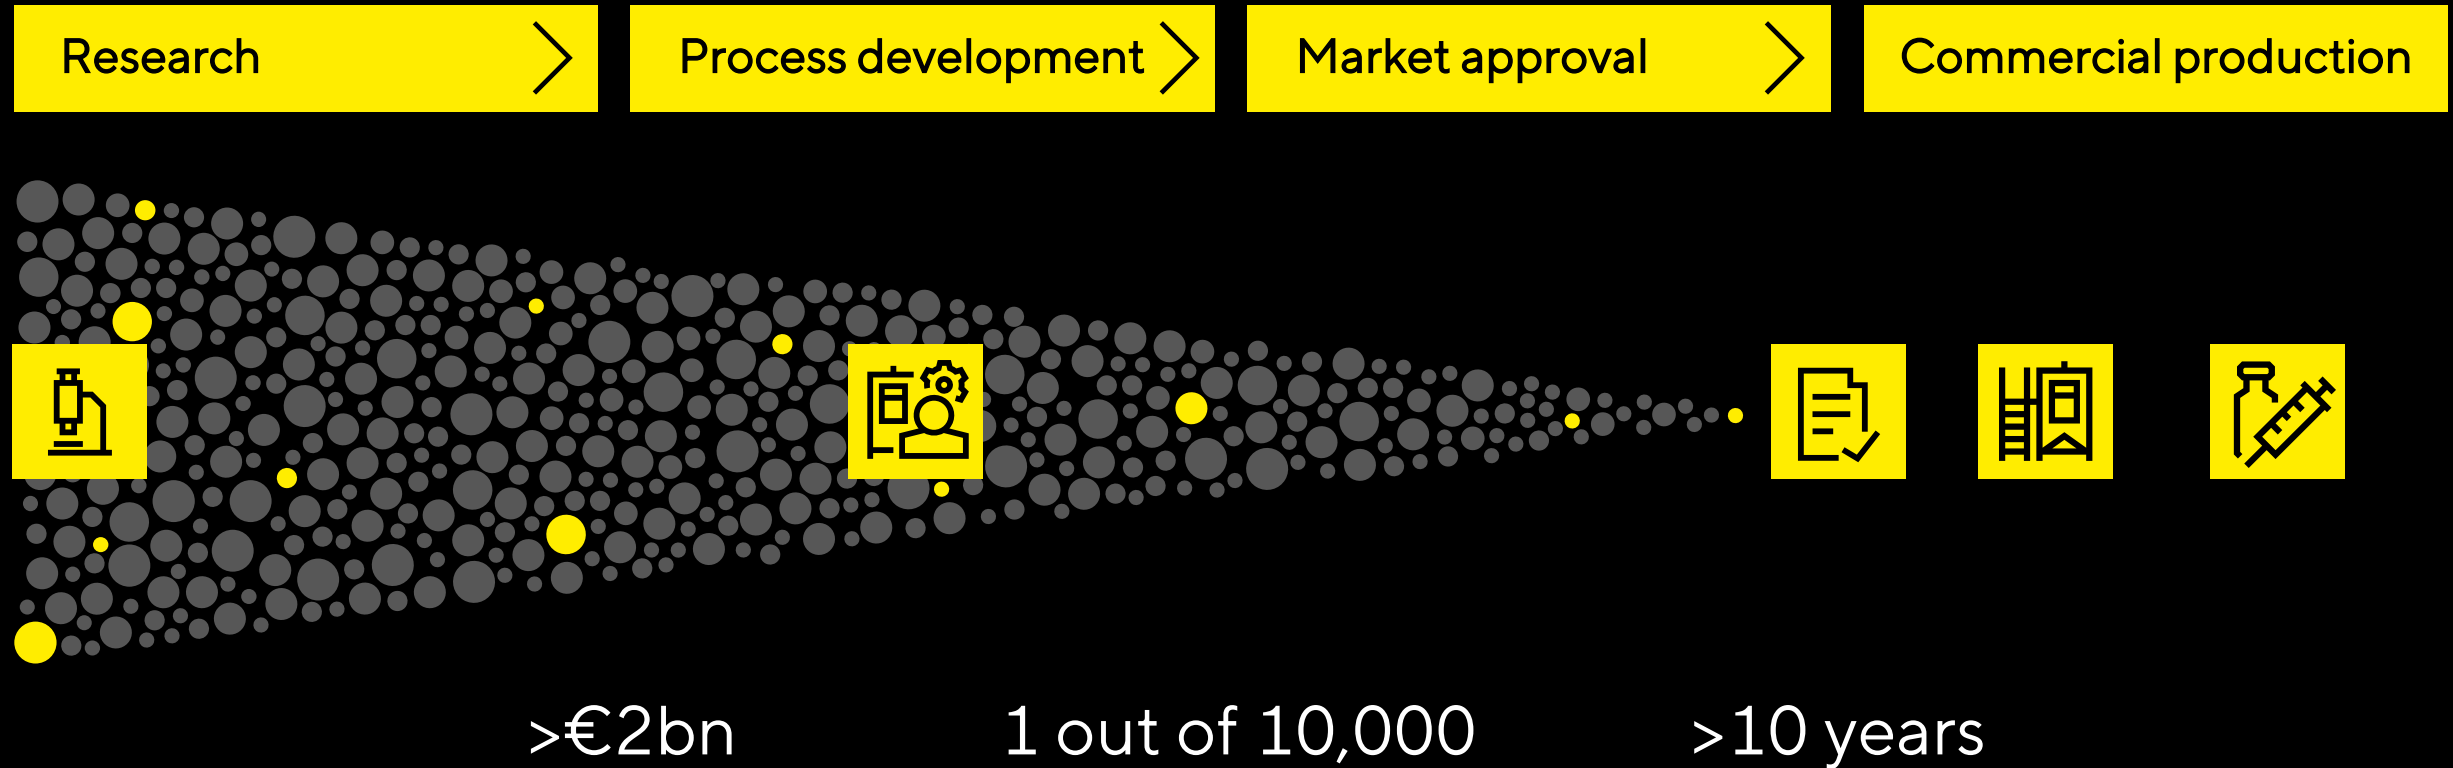 Research
Process development
Market approval
Commercial production
>€2bn
1 out of 10,000
>10 years